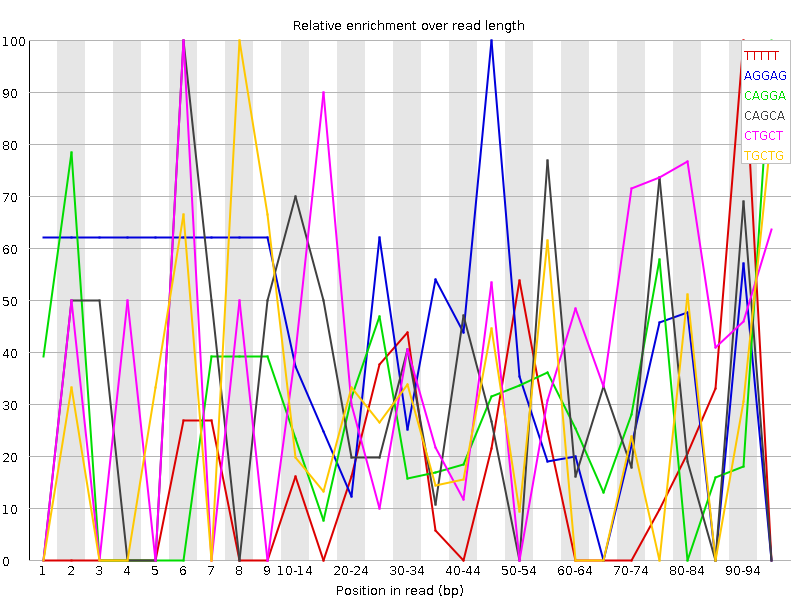 Relative enrichment over read length
100
90
80
70
60
50
40
30
20
10
0
TTTTT
AGGAG
CAGGA
CAGCA
CTGCT
TGCTG
1 2 3 4 5 6 7 8 9 10-14 20-24 30-34 40-44 50-54 60-64 70-74 80-84 90-94
Position in read (bp)